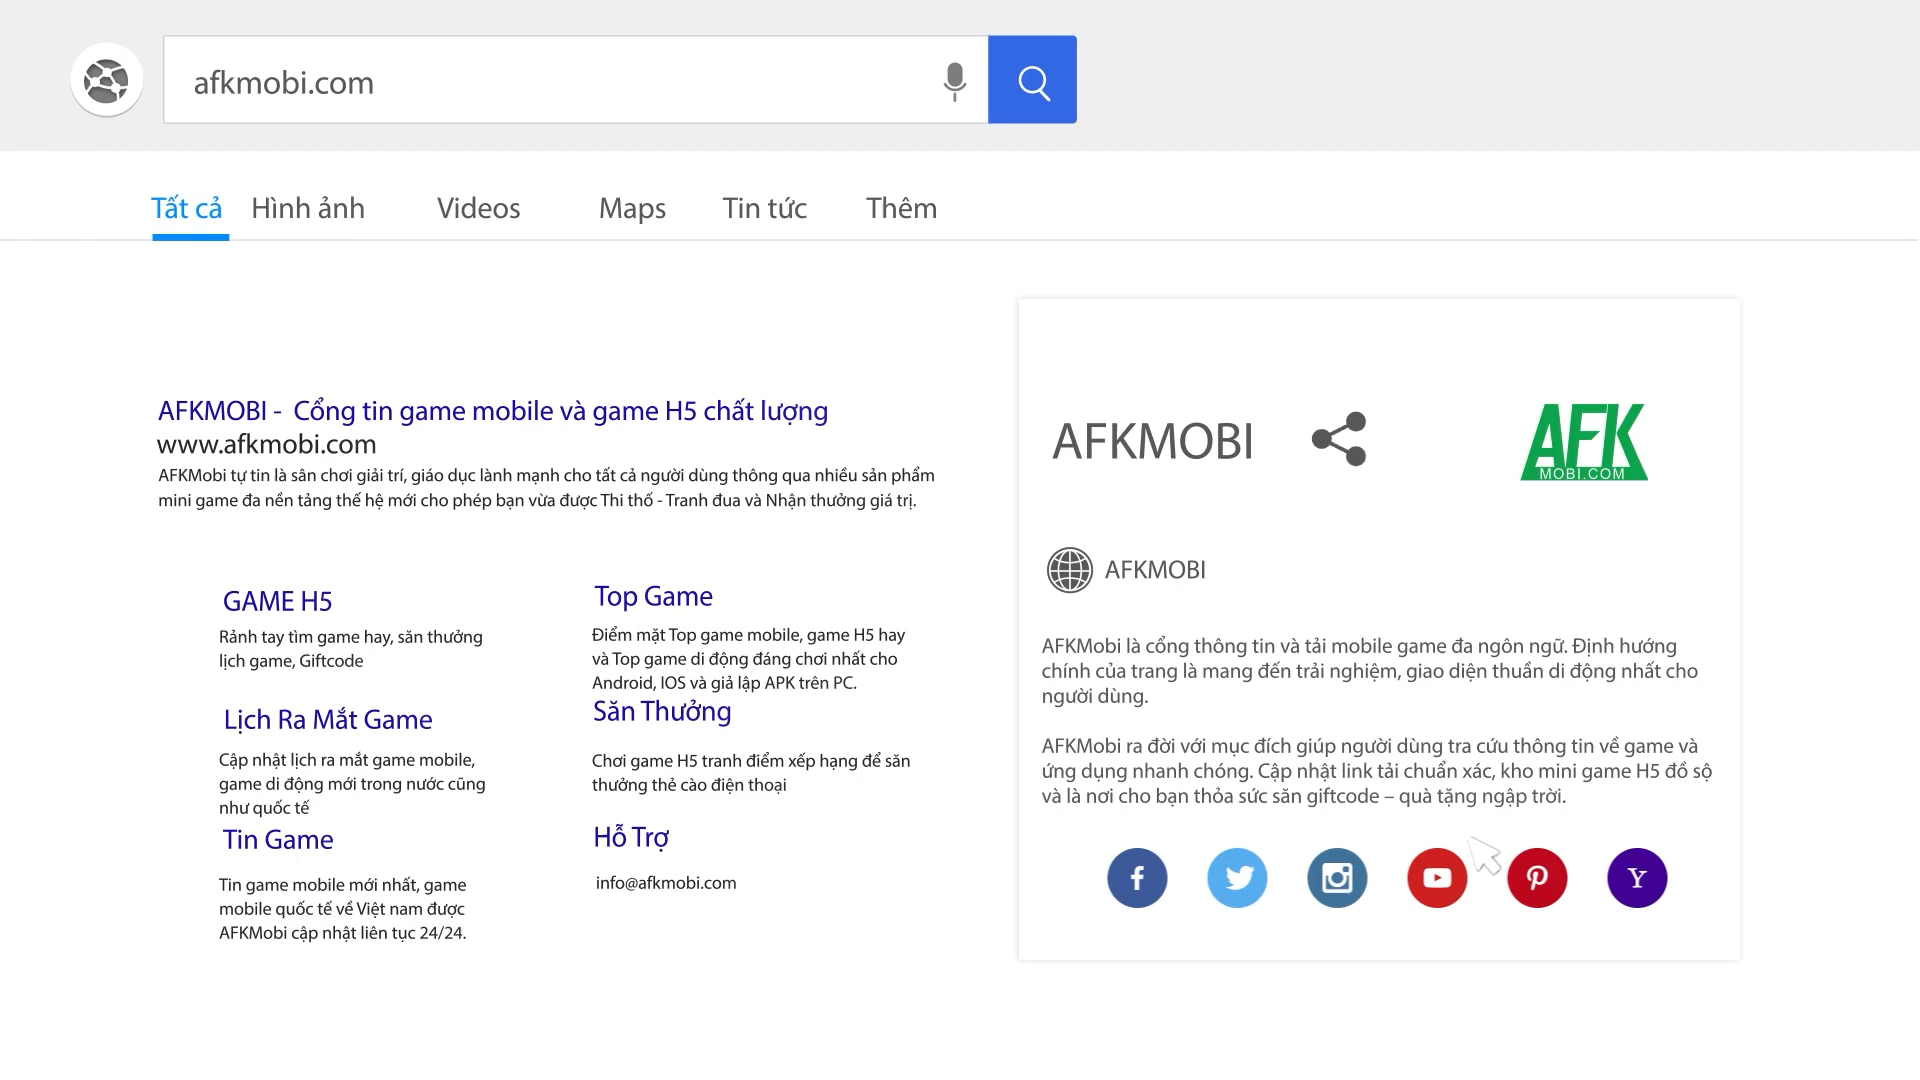 afkmobi.com
Tất cả
Hình ảnh
Videos
Maps
Tin tức
Thêm
AFKMOBI - Cổng tin game mobile và game H5 chất lượng
www.afkmobi.com
AFKMobi tự tin là sân chơi giải trí, giáo dục lành mạnh cho tất cả người dùng thông qua nhiều sản phẩm
mini game đa nền tảng thế hệ mới cho phép bạn vừa được Thi thố - Tranh đua và Nhận thưởng giá trị.
GAME H5
Rảnh tay tìm game hay, săn thưởng
lịch game, Giftcode
Lịch Ra Mắt Game
Cập nhật lịch ra mắt game mobile,
game di động mới trong nước cũng
như quốc tế
Tin Game
Tin game mobile mới nhất, game
mobile quốc tế về Việt nam được
AFKMobi cập nhật liên tục 24/24.
Top Game
Điểm mặt Top game mobile, game H5 hay
và Top game di động đáng chơi nhất cho
Android, IOS và giả lập APK trên PC.
Săn Thưởng
Chơi game H5 tranh điểm xếp hạng để săn
thưởng thẻ cào điện thoại
Hỗ Trợ
info@afkmobi.com
AFKMOBI
AFK
MOBI.COM
AFKMOBI
AFKMobi là cổng thông tin và tải mobile game đa ngôn ngữ. Định hướng
chính của trang là mang đến trải nghiệm, giao diện thuần di động nhất cho
người dùng.
AFKMobi ra đời với mục đích giúp người dùng tra cứu thông tin về game và
ứng dụng nhanh chóng. Cập nhật link tải chuẩn xác, kho mini game H5 đồ sộ
và là nơi cho bạn thỏa sức săn giftcode – quà tặng ngập trời.